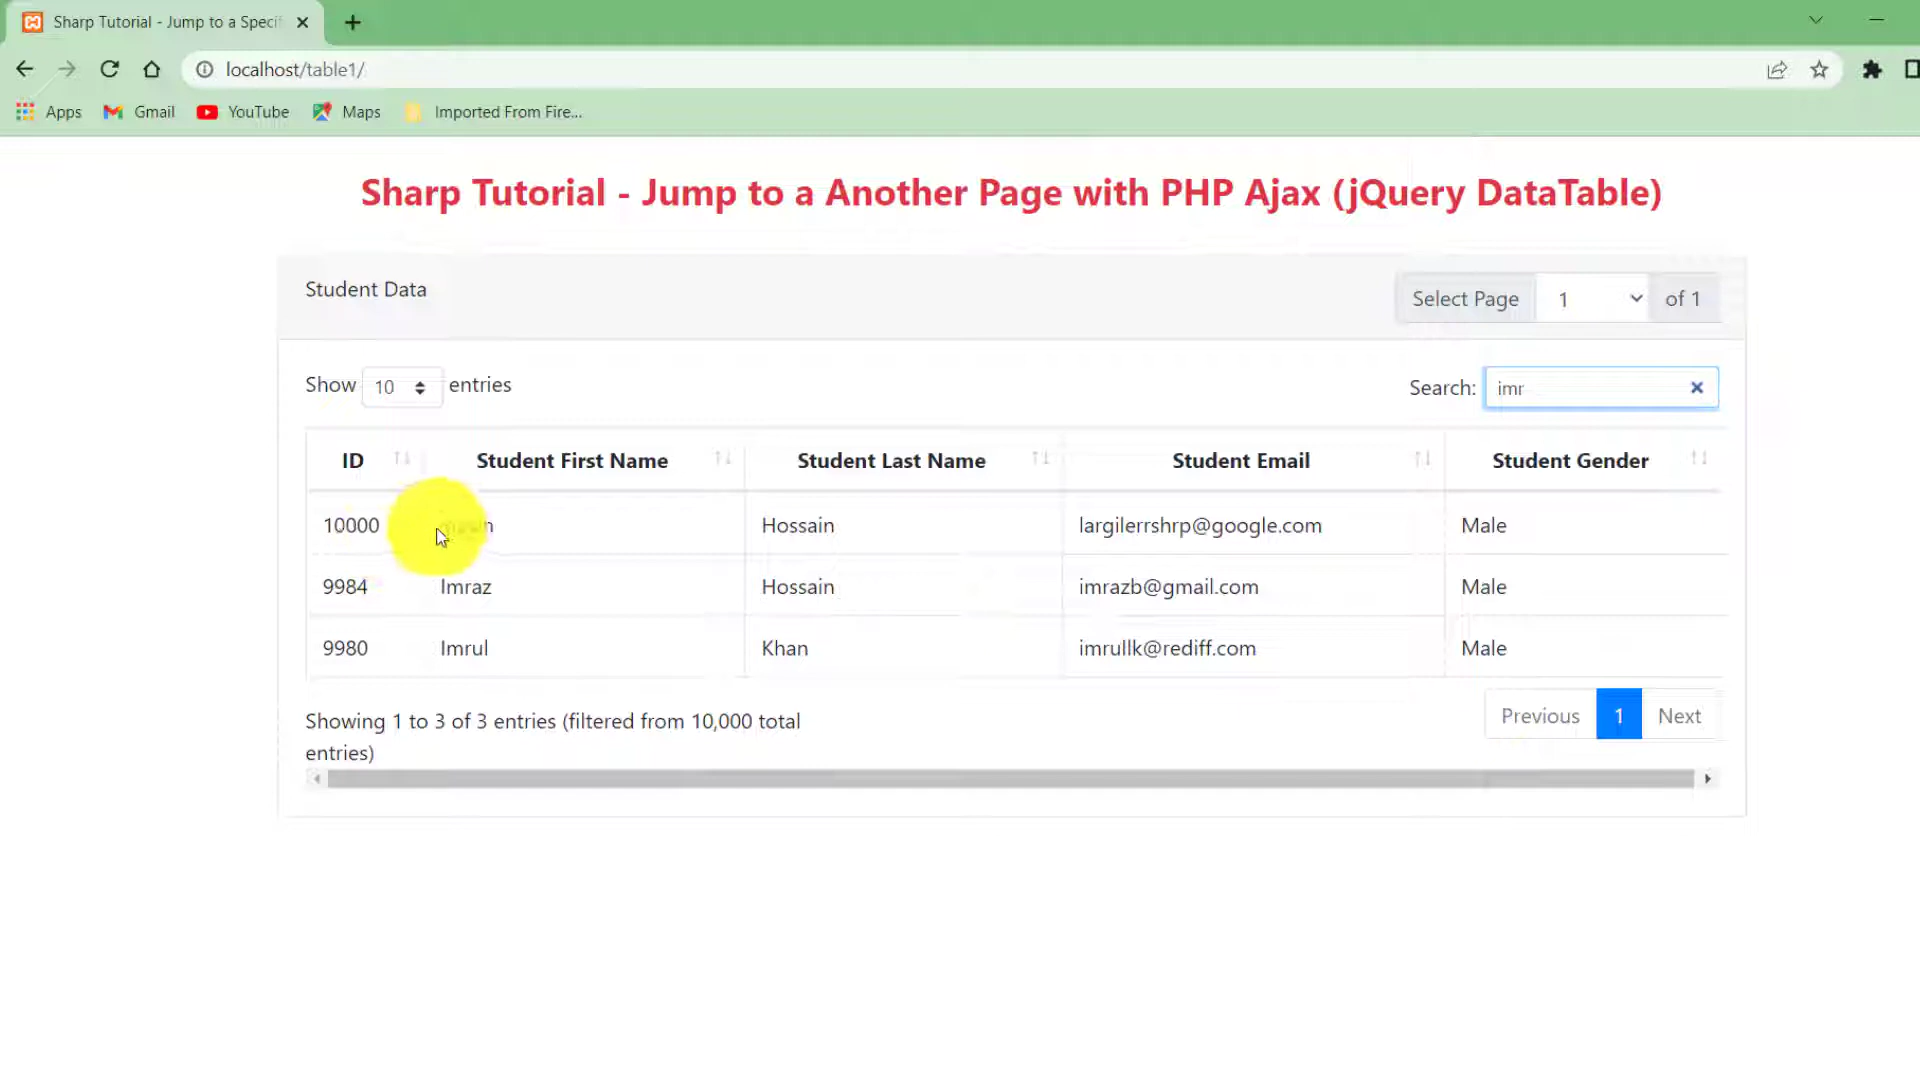 Sharp Tutorial - Jump to a Speci
localhost/table1/
Apps Gmail YouTube Maps Imported From Fire...
Sharp Tutorial - Jump to a Another Page with PHP Ajax (jQuery DataTable)
Student Data Select Page 1 of 1
Show 10 entries Search: imr
ID Student First Name Student Last Name Student Email Student Gender
10000 Hossain largilerrshrp@google.com Male
9984 Imraz Hossain imrazb@gmail.com Male
9980 Imrul Khan imrullk@rediff.com Male
Showing 1 to 3 of 3 entries (filtered from 10,000 total
entries)
Previous 1 Next